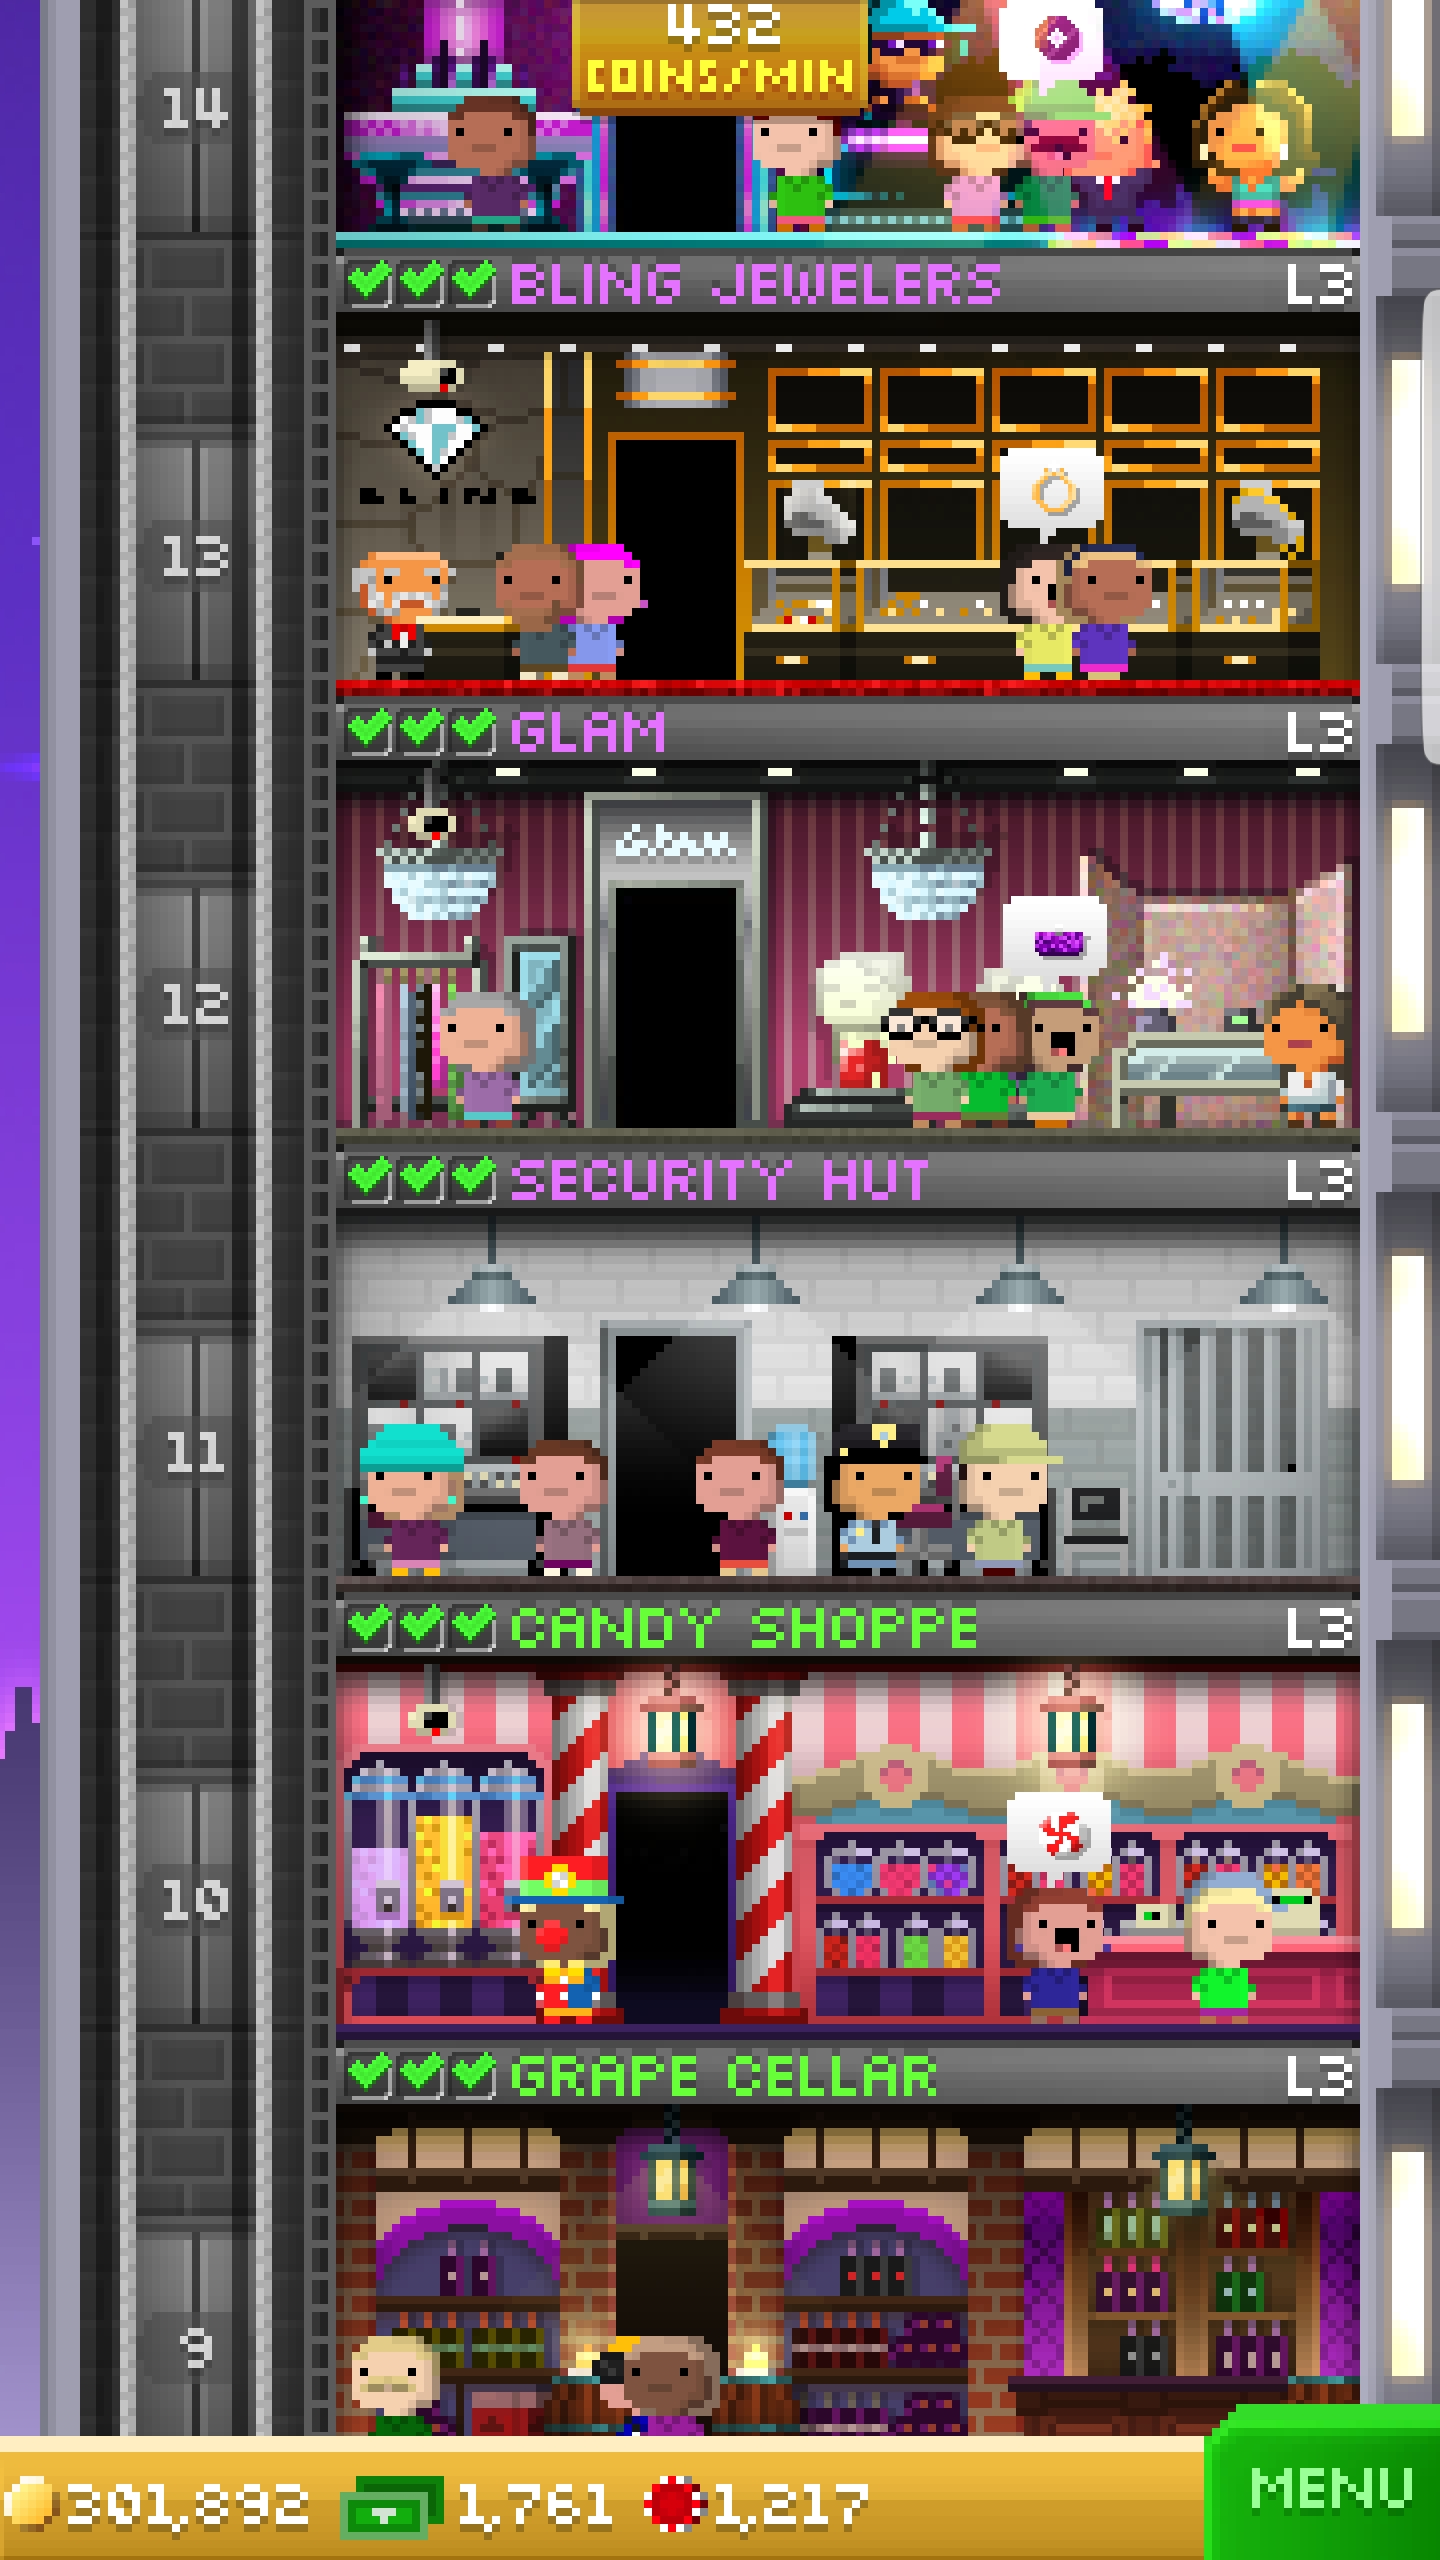 432
COINS/MIN
14
BLING JEWELERS L3
BLING
13
GLAM L3
Glam
12
SECURITY HUT L3
11
CANDY SHOPPE L3
10
GRAPE CELLAR L3
9
301,892 1,761 1,217
MENU